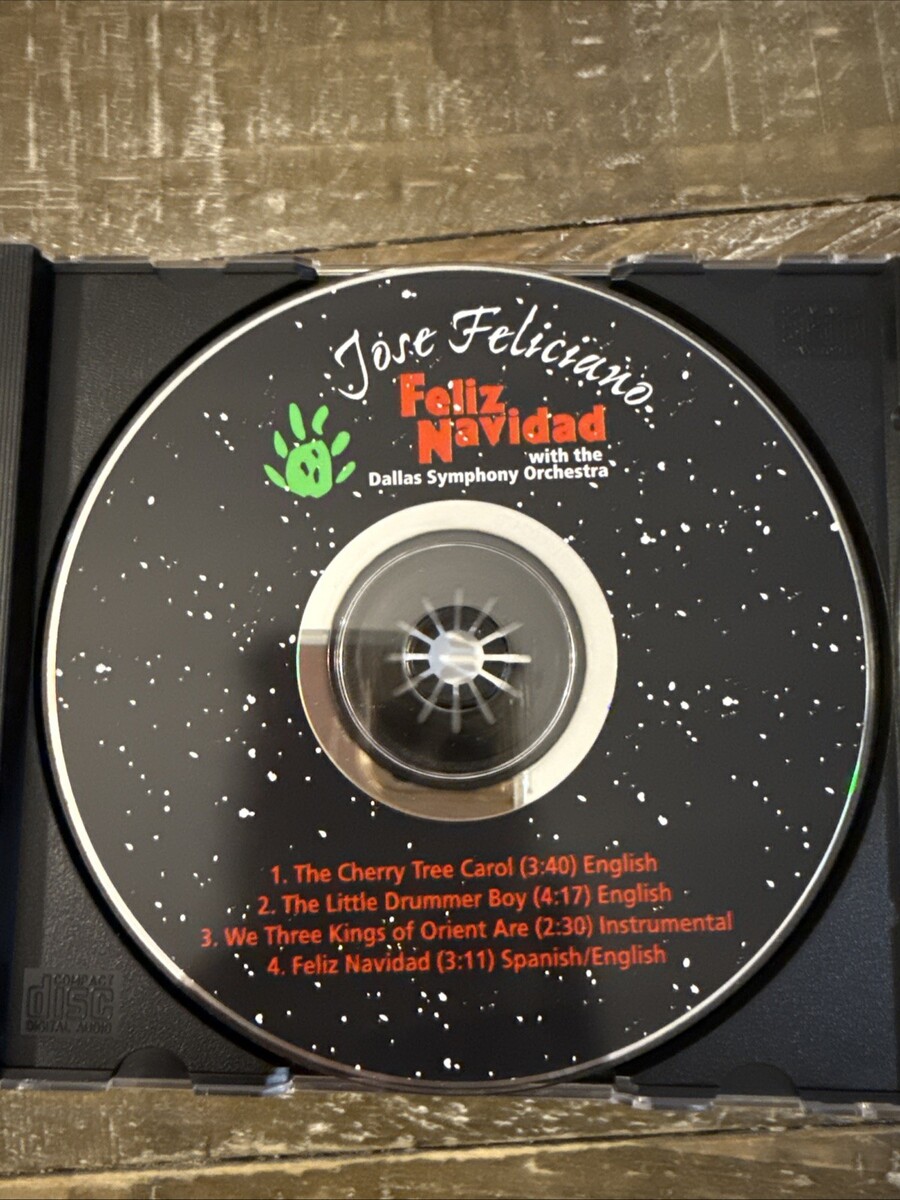 José Feliciano
Feliz
Navidad
with the
Dallas Symphony Orchestra
1. The Cherry Tree Carol (3:40) English
2. The Little Drummer Boy (4:17) English
3. We Three Kings of Orient Are (2:30) Instrumental
4. Feliz Navidad (3:11) Spanish/English
COMPACT
disc
DIGITAL AUDIO